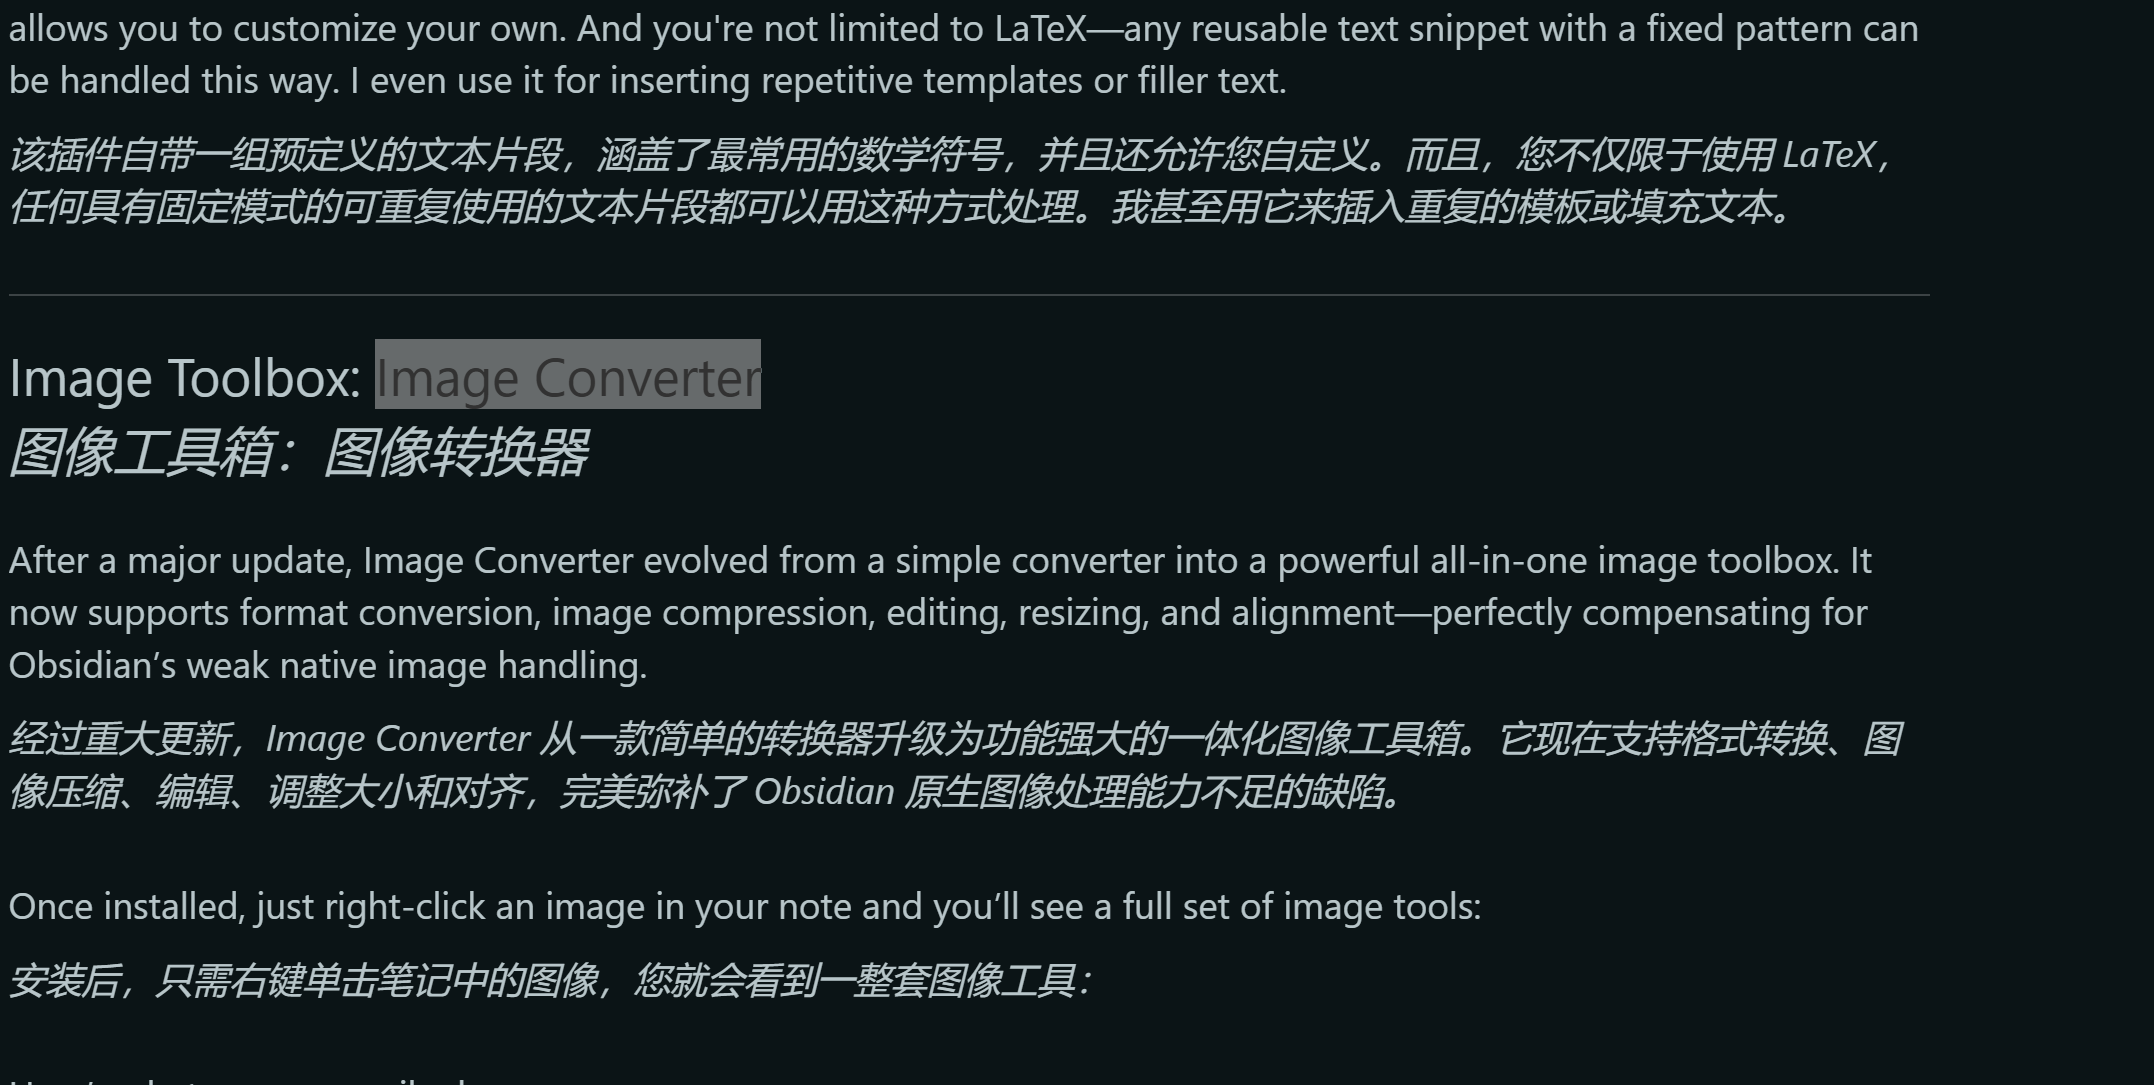 allows you to customize your own. And you're not limited to LaTeX—any reusable text snippet with a fixed pattern can
be handled this way. I even use it for inserting repetitive templates or filler text.
该插件自带一组预定义的文本片段，涵盖了最常用的数学符号，并且还允许您自定义。而且，您不仅限于使用 LaTeX，
任何具有固定模式的可重复使用的文本片段都可以用这种方式处理。我甚至用它来插入重复的模板或填充文本。
Image Toolbox: Image Converter
图像工具箱：图像转换器
After a major update, Image Converter evolved from a simple converter into a powerful all-in-one image toolbox. It
now supports format conversion, image compression, editing, resizing, and alignment—perfectly compensating for
Obsidian’s weak native image handling.
经过重大更新，Image Converter 从一款简单的转换器升级为功能强大的一体化图像工具箱。它现在支持格式转换、图
像压缩、编辑、调整大小和对齐，完美弥补了 Obsidian 原生图像处理能力不足的缺陷。
Once installed, just right-click an image in your note and you’ll see a full set of image tools:
安装后，只需右键单击笔记中的图像，您就会看到一整套图像工具：